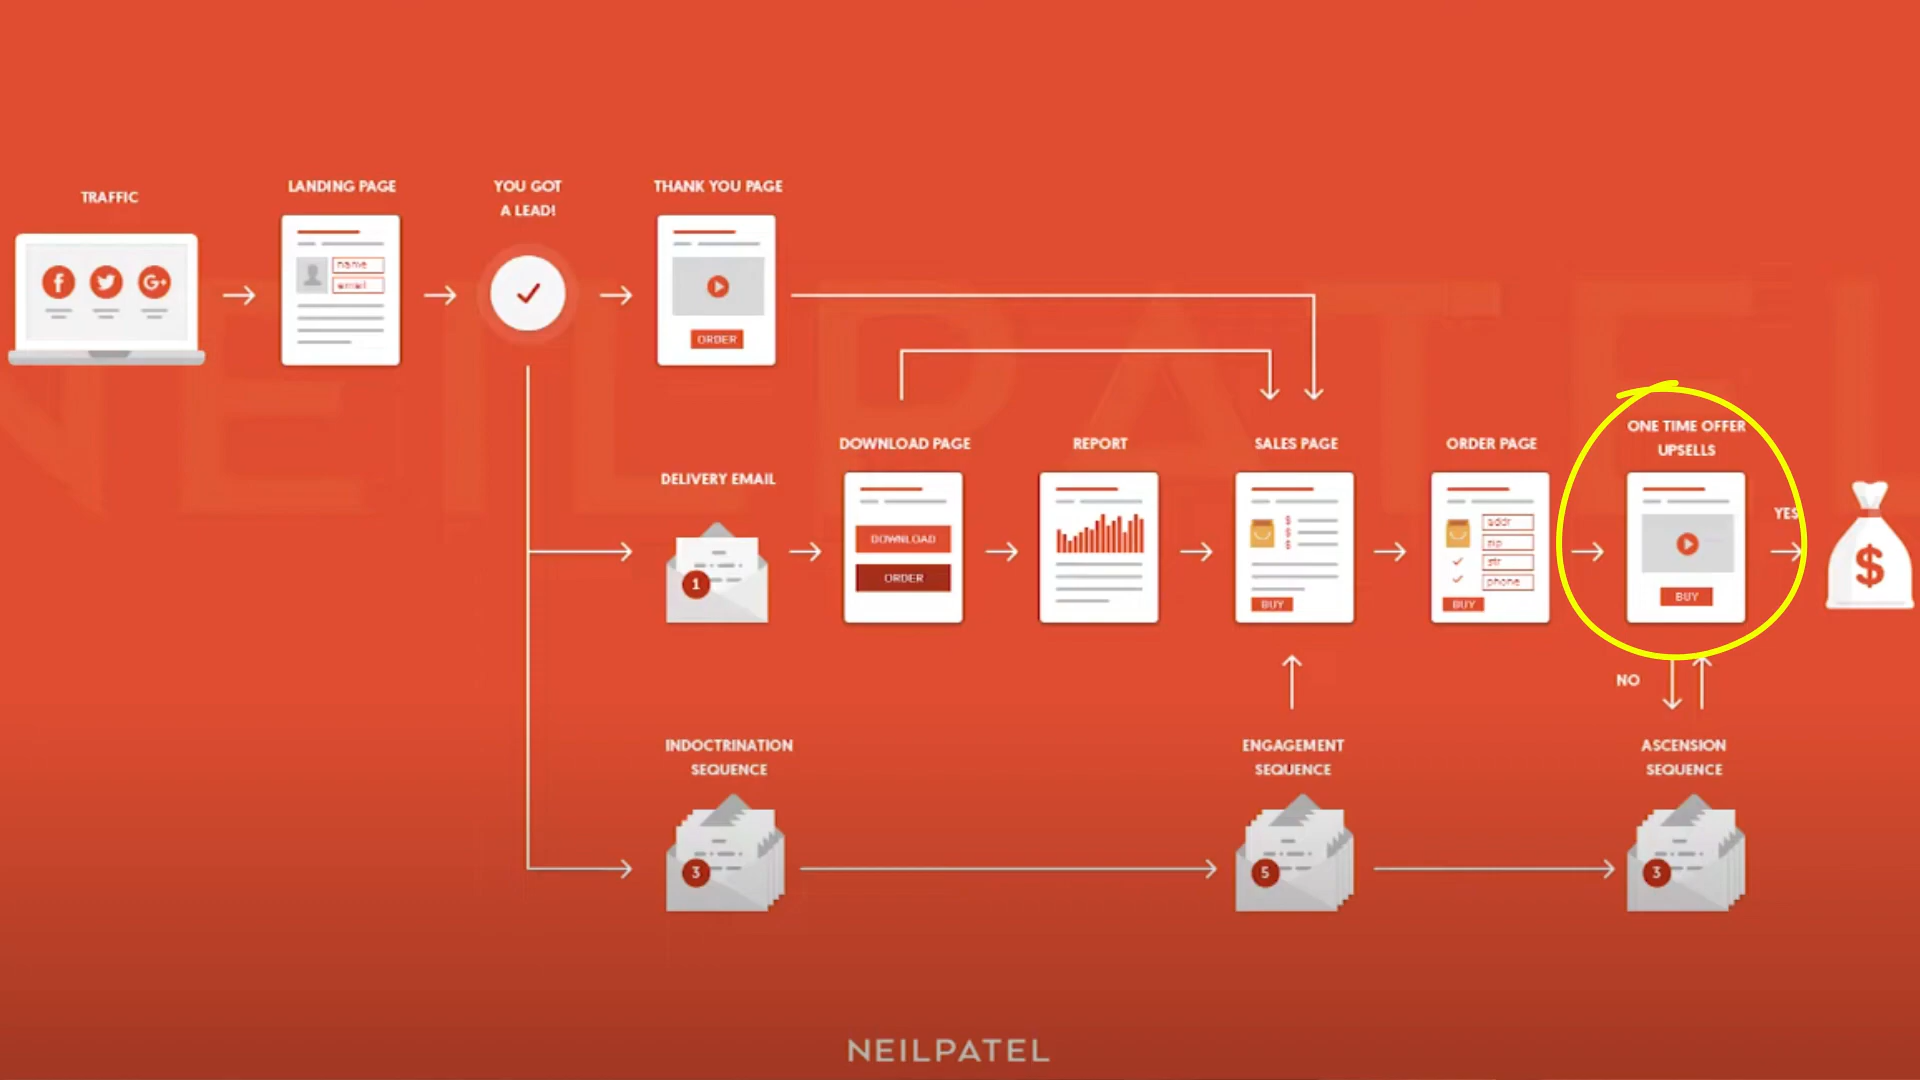 TRAFFIC
LANDING PAGE
YOU GOT
A LEAD!
THANK YOU PAGE
f
G+
name
email
ORDER
DOWNLOAD PAGE
REPORT
SALES PAGE
ORDER PAGE
ONE TIME OFFER
UPSELLS
DELIVERY EMAIL
1
DOWNLOAD
ORDER
$
$
$
BUY
addr
zip
str
phone
BUY
BUY
YES
$
NO
INDOCTRINATION
SEQUENCE
3
ENGAGEMENT
SEQUENCE
5
ASCENSION
SEQUENCE
3
NEILPATEL
NEILPATEL